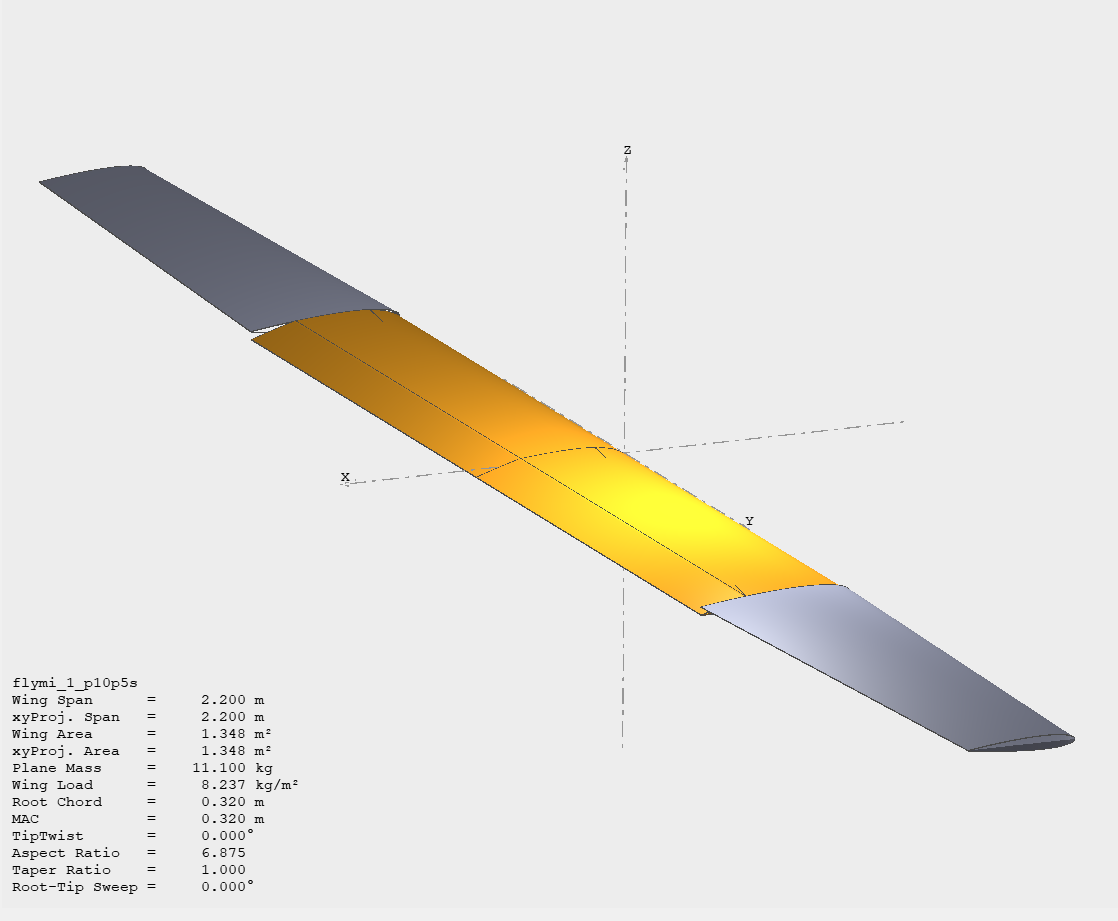 Z
X
Y
flymi_1_p10p5s
Wing Span = 2.200 m
xyProj. Span = 2.200 m
Wing Area = 1.348 m²
xyProj. Area = 1.348 m²
Plane Mass = 11.100 kg
Wing Load = 8.237 kg/m²
Root Chord = 0.320 m
MAC = 0.320 m
TipTwist = 0.000°
Aspect Ratio = 6.875
Taper Ratio = 1.000
Root-Tip Sweep = 0.000°